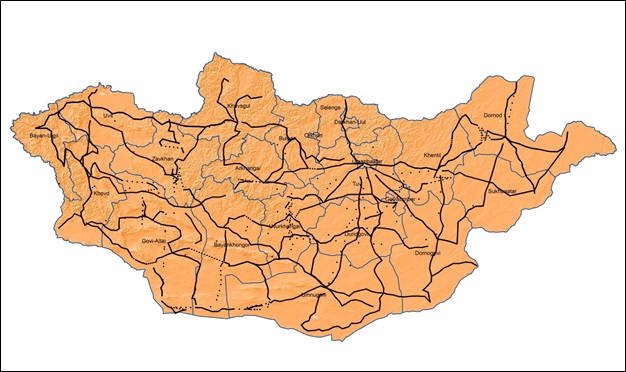 Khuvsgul
Uvs
Selenge
Dornod
Darkhan-Uul
Bayan-Ulgii
Bulgan
Orkhon
Zavkhan
Khentii
Arkhangai
Ulaanbaatar
Tuv
Khovd
Sukhbaatar
Govisumber
Uvurkhangai
Dundgovi
Govi-Altai
Bayankhongor
Dornogovi
Umnugovi